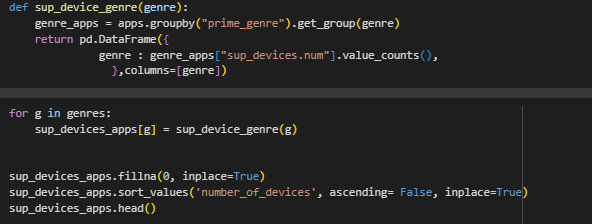 def sup_device_genre(genre):
    genre_apps = apps.groupby("prime_genre").get_group(genre)
    return pd.DataFrame({
            genre : genre_apps["sup_devices.num"].value_counts(),
              },columns=[genre])
for g in genres:
    sup_devices_apps[g] = sup_device_genre(g)
sup_devices_apps.fillna(0, inplace=True)
sup_devices_apps.sort_values('number_of_devices', ascending= False, inplace=True)
sup_devices_apps.head()